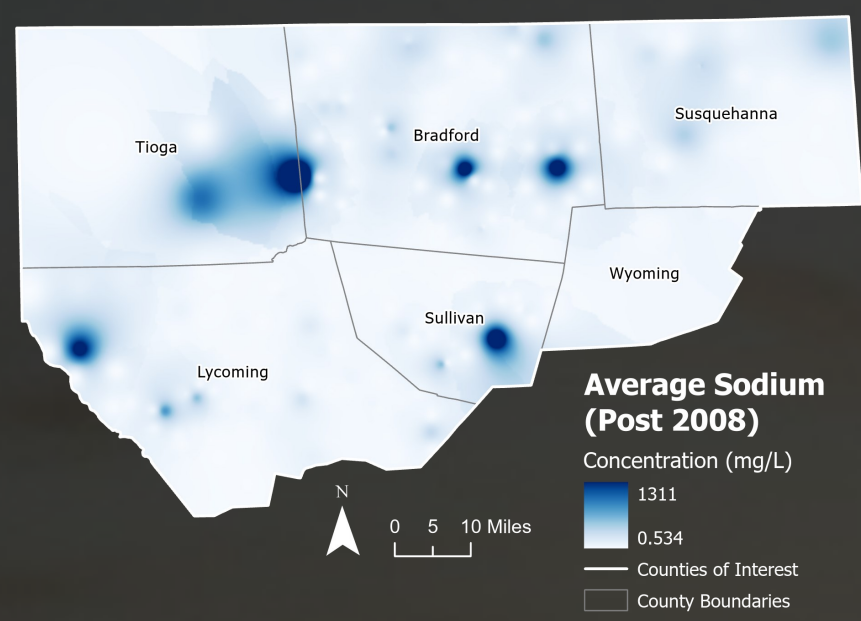 Tioga
Bradford
Susquehanna
Wyoming
Sullivan
Lycoming
Average Sodium
(Post 2008)
Concentration (mg/L)
1311
0.534
Counties of Interest
County Boundaries
N
0 5 10 Miles